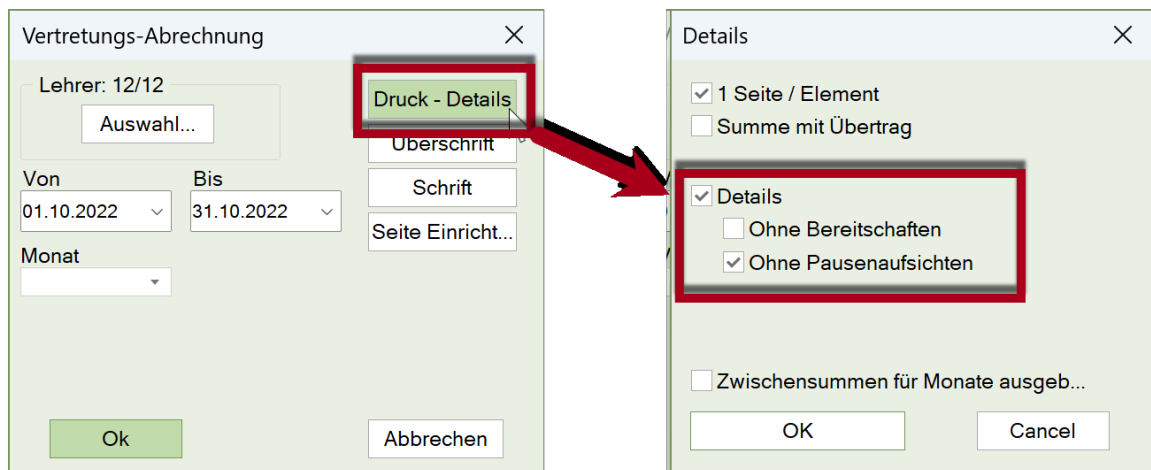 Vertretungs-Abrechnung
Lehrer: 12/12
Auswahl...
Von
Bis
01.10.2022
31.10.2022
Monat
Druck - Details
Überschrift
Schrift
Seite Einricht...
Ok
Abbrechen
Details
1 Seite / Element
Summe mit Übertrag
Details
Ohne Bereitschaften
Ohne Pausenaufsichten
Zwischensummen für Monate ausgeb...
OK
Cancel